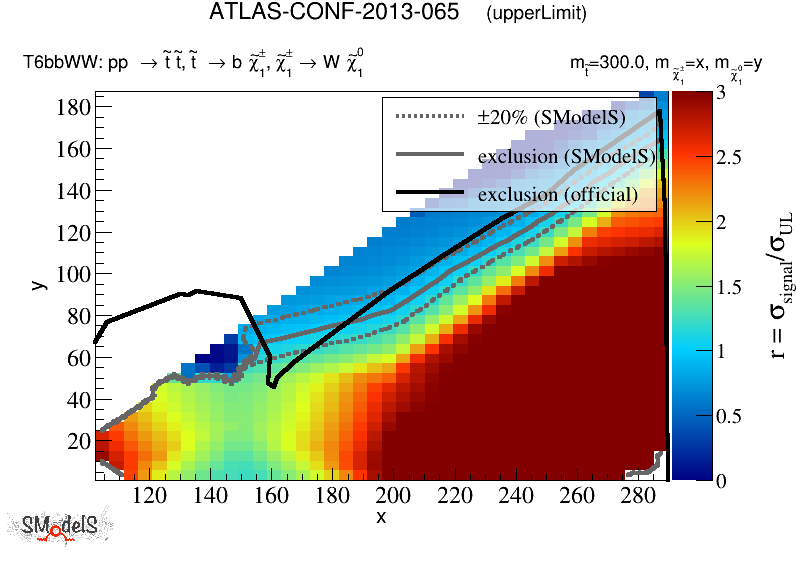 ATLAS-CONF-2013-065 (upperLimit)
T6bbWW: pp → t̃ t̃, t̃ → b χ̃₁±, χ̃₁± → W χ̃₁⁰
m_t̃=300.0, m_χ̃₁±=x, m_χ̃₁⁰=y
±20% (SModelS)
exclusion (SModelS)
exclusion (official)
180
160
140
120
100
80
60
40
20
y
120 140 160 180 200 220 240 260 280
x
3
2.5
2
1.5
1
0.5
0
r = σ_signal/σ_UL
SModelS